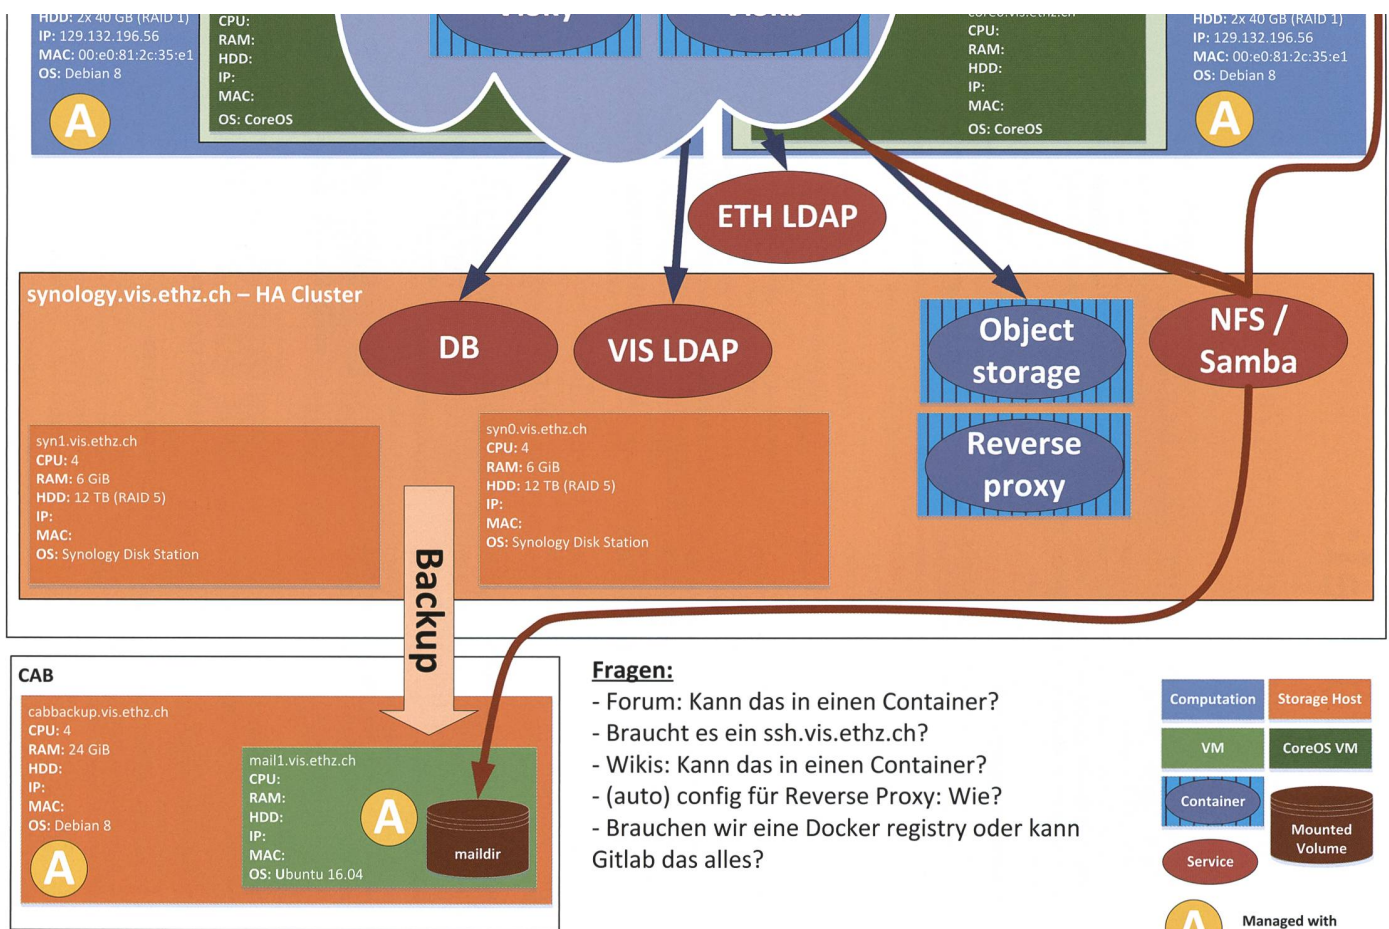 HDD: 2x 40 GB (RAID 1)
IP: 129.132.196.56
MAC: 00:e0:81:2c:35:e1
OS: Debian 8
A
CPU:
RAM:
HDD:
IP:
MAC:
OS: CoreOS
CPU:
RAM:
HDD:
IP:
MAC:
OS: CoreOS
HDD: 2x 40 GB (RAID 1)
IP: 129.132.196.56
MAC: 00:e0:81:2c:35:e1
OS: Debian 8
A
ETH LDAP
synology.vis.ethz.ch – HA Cluster
DB
VIS LDAP
Object
storage
NFS /
Samba
Reverse
proxy
syn1.vis.ethz.ch
CPU: 4
RAM: 6 GiB
HDD: 12 TB (RAID 5)
IP:
MAC:
OS: Synology Disk Station
syn0.vis.ethz.ch
CPU: 4
RAM: 6 GiB
HDD: 12 TB (RAID 5)
IP:
MAC:
OS: Synology Disk Station
Backup
CAB
cabbackup.vis.ethz.ch
CPU: 4
RAM: 24 GiB
HDD:
IP:
MAC:
OS: Debian 8
A
mail1.vis.ethz.ch
CPU:
RAM:
HDD:
IP:
MAC:
OS: Ubuntu 16.04
A
maildir
Fragen:
- Forum: Kann das in einen Container?
- Braucht es ein ssh.vis.ethz.ch?
- Wikis: Kann das in einen Container?
- (auto) config für Reverse Proxy: Wie?
- Brauchen wir eine Docker registry oder kann
Gitlab das alles?
Computation
Storage Host
VM
CoreOS VM
Container
Mounted
Volume
Service
A
Managed with